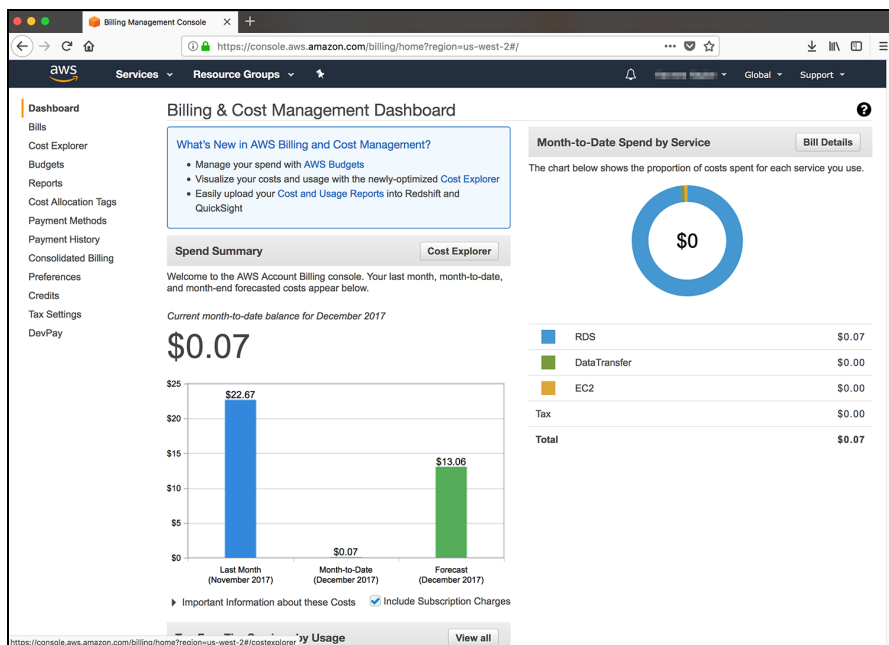 Billing Management Console
https://console.aws.amazon.com/billing/home?region=us-west-2#/
aws
Services
Resource Groups
Global
Support
Dashboard
Bills
Cost Explorer
Budgets
Reports
Cost Allocation Tags
Payment Methods
Payment History
Consolidated Billing
Preferences
Credits
Tax Settings
DevPay
Billing & Cost Management Dashboard
What's New in AWS Billing and Cost Management?
Manage your spend with AWS Budgets
Visualize your costs and usage with the newly-optimized Cost Explorer
Easily upload your Cost and Usage Reports into Redshift and
QuickSight
Spend Summary
Cost Explorer
Welcome to the AWS Account Billing console. Your last month, month-to-date,
and month-end forecasted costs appear below.
Current month-to-date balance for December 2017
$0.07
$25
$20
$15
$10
$5
$0
$22.67
$0.07
$13.06
Last Month
(November 2017)
Month-to-Date
(December 2017)
Forecast
(December 2017)
Important Information about these Costs
Include Subscription Charges
by Usage
View all
Month-to-Date Spend by Service
Bill Details
The chart below shows the proportion of costs spent for each service you use.
$0
RDS $0.07
DataTransfer $0.00
EC2 $0.00
Tax $0.00
Total $0.07
https://console.aws.amazon.com/billing/home?region=us-west-2#/costexplorer